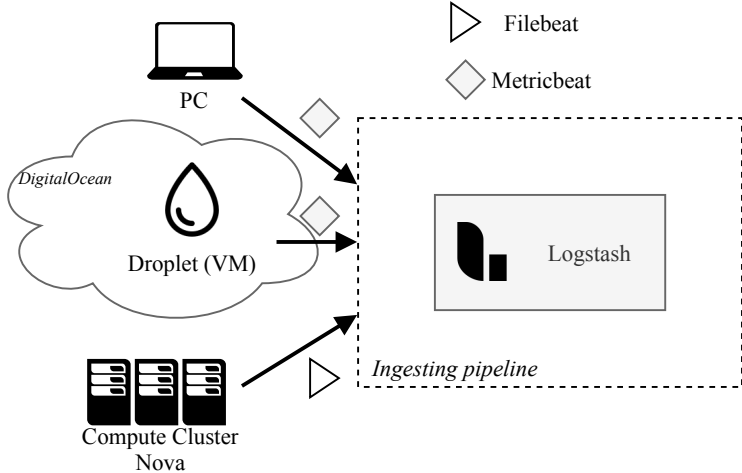 Filebeat
Metricbeat
PC
DigitalOcean
Droplet (VM)
Logstash
Ingesting pipeline
Compute Cluster
Nova